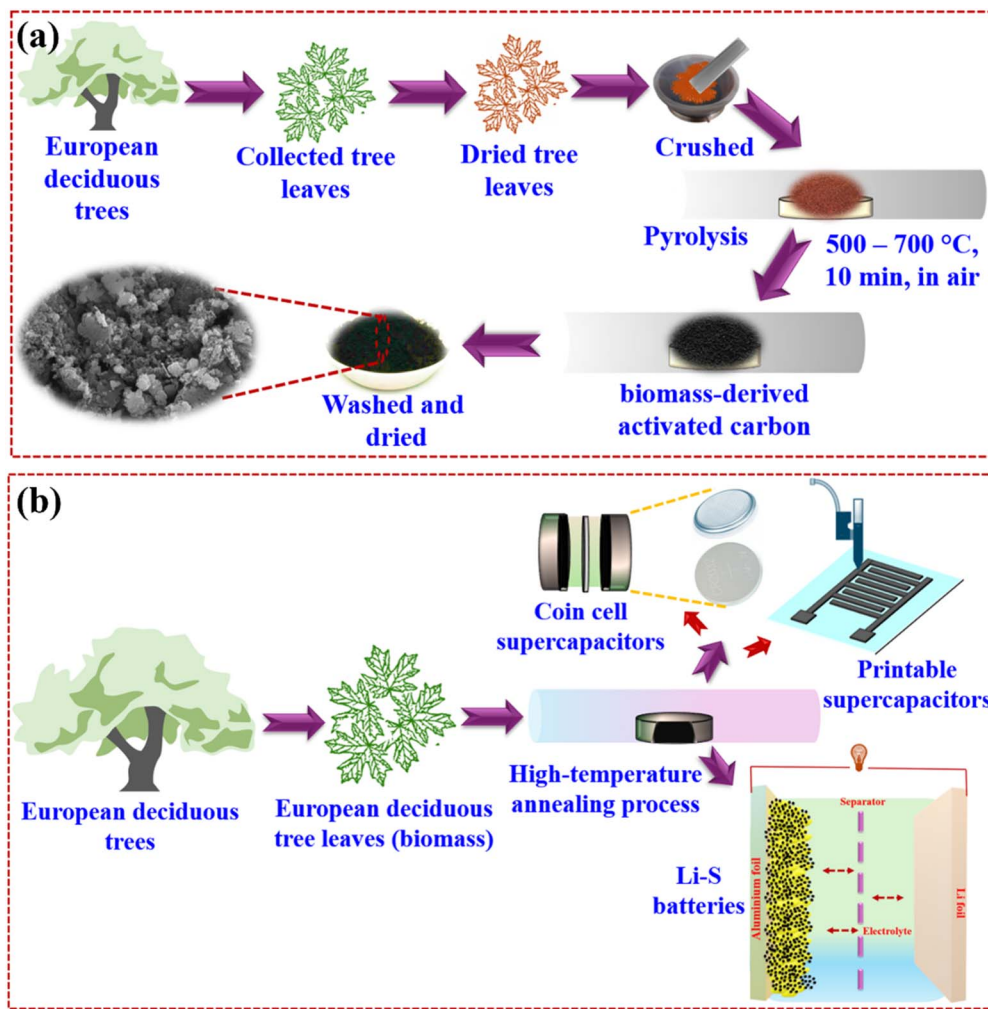 (a)
European
deciduous
trees
Collected tree
leaves
Dried tree
leaves
Crushed
Pyrolysis
500 – 700 °C,
10 min, in air
Washed and
dried
biomass-derived
activated carbon
(b)
Coin cell
supercapacitors
Printable
supercapacitors
European deciduous
trees
European deciduous
tree leaves (biomass)
High-temperature
annealing process
Li-S
batteries
Aluminium foil
Separator
Electrolyte
Li foil